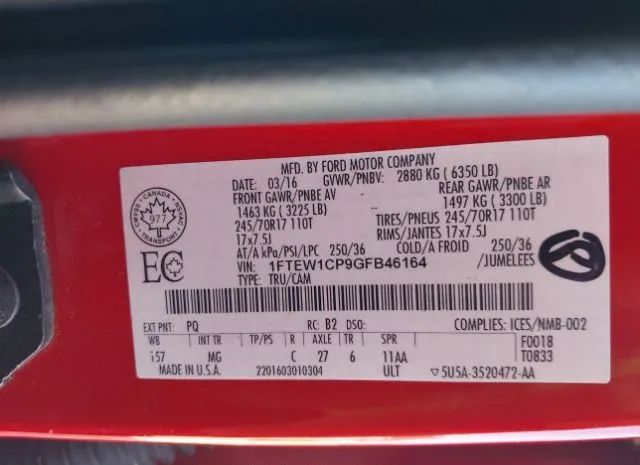 MFD. BY FORD MOTOR COMPANY
DATE: 03/16 GVWR/PNBV: 2880 KG ( 6350 LB)
FRONT GAWR/PNBE AV REAR GAWR/PNBE AR
1463 KG ( 3225 LB) 1497 KG ( 3300 LB)
245/70R17 110T TIRES/PNEUS 245/70R17 110T
17x7.5J RIMS/JANTES 17x7.5J
AT/A kPa/PSI/LPC 250/36 COLD/A FROID 250/36
VIN: 1FTEW1CP9GFB46164 /JUMELEES
TYPE: TRU/CAM
CANADA
977
TRANSPORT
EC
EXT PNT: PQ RC: B2 DSO: COMPLIES: ICES/NMB-002
WB INT TR TP/PS R AXLE TR SPR F0018
157 MG C 27 6 11AA T0833
MADE IN U.S.A. 2201603010304 ULT ▽ 5U5A-3520472-AA